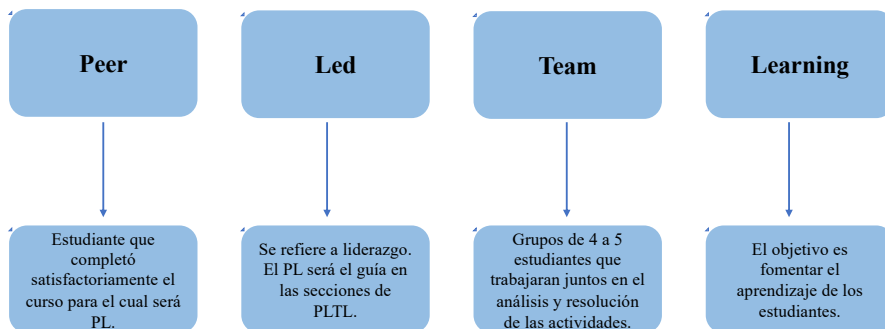 Peer
Led
Team
Learning
Estudiante que
completó
satisfactoriamente el
curso para el cual será
PL.
Se refiere a liderazgo.
El PL será el guía en
las secciones de
PLTL.
Grupos de 4 a 5
estudiantes que
trabajaran juntos en el
análisis y resolución
de las actividades.
El objetivo es
fomentar el
aprendizaje de los
estudiantes.